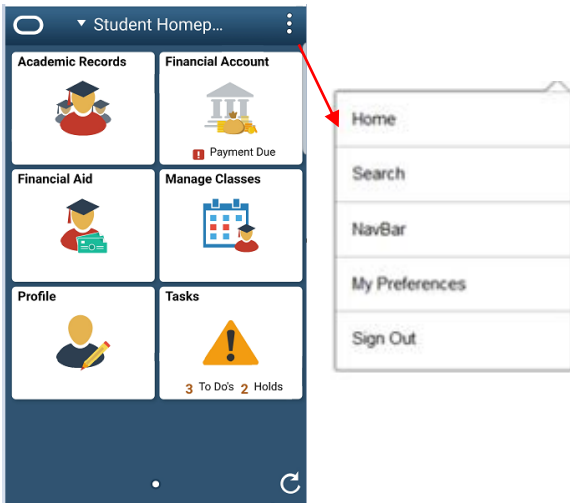 Student Homep...
Academic Records
Financial Account
! Payment Due
Financial Aid
Manage Classes
Profile
Tasks
3 To Do's 2 Holds
Home
Search
NavBar
My Preferences
Sign Out